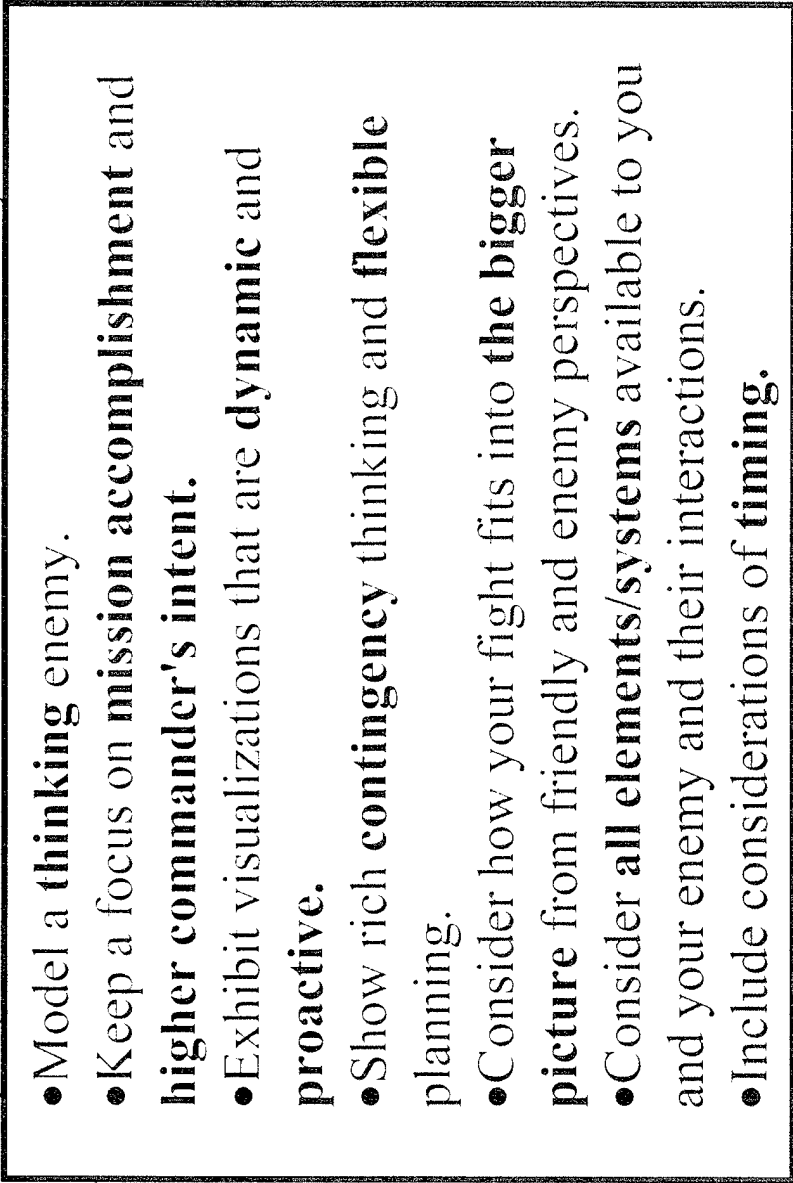 ●Model a thinking enemy.
●Keep a focus on mission accomplishment and
higher commander's intent.
●Exhibit visualizations that are dynamic and
proactive.
●Show rich contingency thinking and flexible
planning.
●Consider how your fight fits into the bigger
picture from friendly and enemy perspectives.
●Consider all elements/systems available to you
and your enemy and their interactions.
●Include considerations of timing.